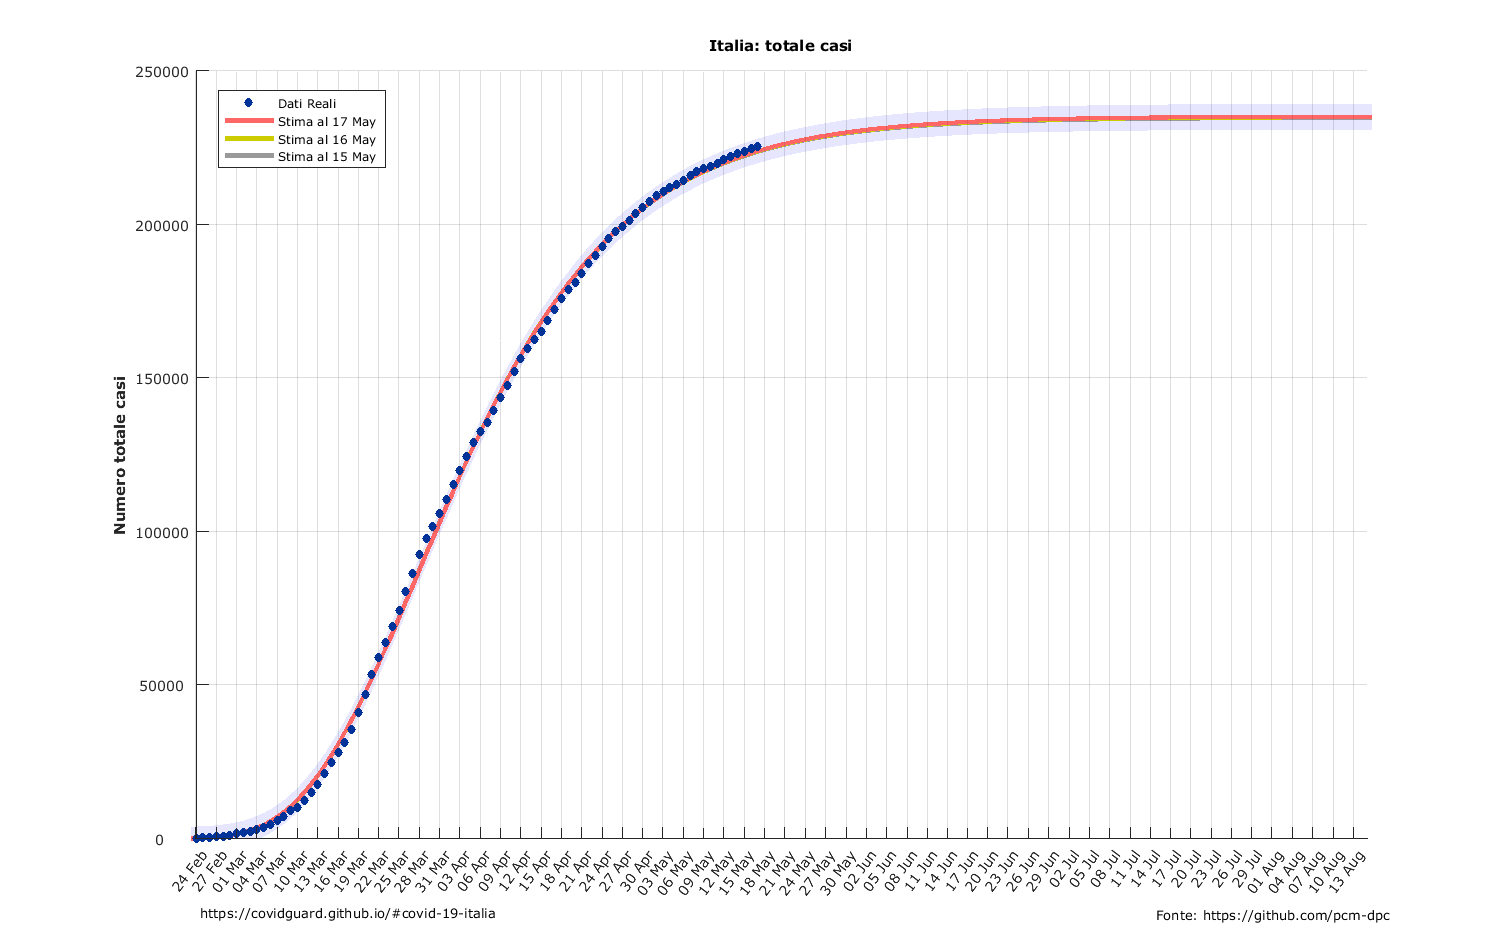 Italia: totale casi
250000
200000
150000
100000
50000
0
Numero totale casi
Dati Reali
Stima al 17 May
Stima al 16 May
Stima al 15 May
24 Feb
27 Feb
01 Mar
04 Mar
07 Mar
10 Mar
13 Mar
16 Mar
19 Mar
22 Mar
25 Mar
28 Mar
31 Mar
03 Apr
06 Apr
09 Apr
12 Apr
15 Apr
18 Apr
21 Apr
24 Apr
27 Apr
30 Apr
03 May
06 May
09 May
12 May
15 May
18 May
21 May
24 May
27 May
30 May
02 Jun
05 Jun
08 Jun
11 Jun
14 Jun
17 Jun
20 Jun
23 Jun
26 Jun
29 Jun
02 Jul
05 Jul
08 Jul
11 Jul
14 Jul
17 Jul
20 Jul
23 Jul
26 Jul
29 Jul
01 Aug
04 Aug
07 Aug
10 Aug
13 Aug
https://covidguard.github.io/#covid-19-italia
Fonte: https://github.com/pcm-dpc